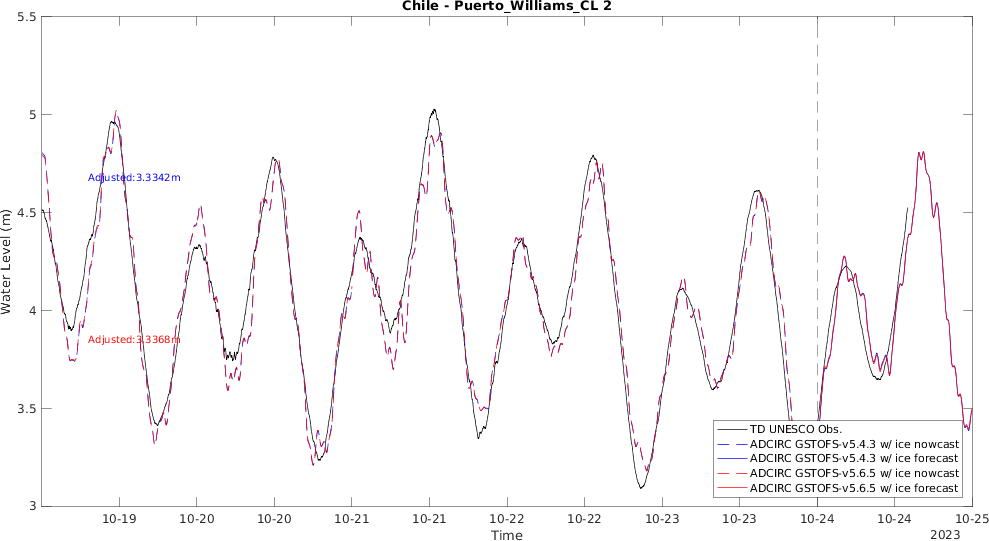 Chile - Puerto_Williams_CL 2
5.5
5
4.5
4
3.5
3
Water Level (m)
Adjusted:3.3342m
Adjusted:3.3368m
TD UNESCO Obs.
ADCIRC GSTOFS-v5.4.3 w/ ice nowcast
ADCIRC GSTOFS-v5.4.3 w/ ice forecast
ADCIRC GSTOFS-v5.6.5 w/ ice nowcast
ADCIRC GSTOFS-v5.6.5 w/ ice forecast
10-19 10-20 10-20 10-21 10-21 10-22 10-22 10-23 10-23 10-24 10-24 10-25
Time
2023